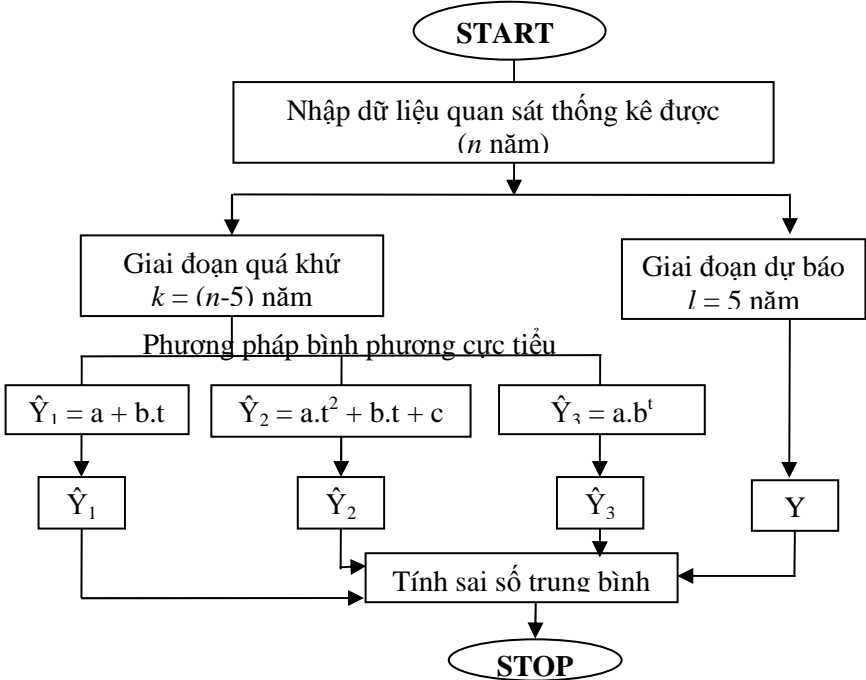 START
Nhập dữ liệu quan sát thống kê được
(n năm)
Giai đoạn quá khứ
k = (n-5) năm
Giai đoạn dự báo
l = 5 năm
Phương pháp bình phương cực tiểu
Ŷ₁ = a + b.t
Ŷ₂ = a.t² + b.t + c
Ŷ₃ = a.bᵗ
Ŷ₁
Ŷ₂
Ŷ₃
Y
Tính sai số trung bình
STOP